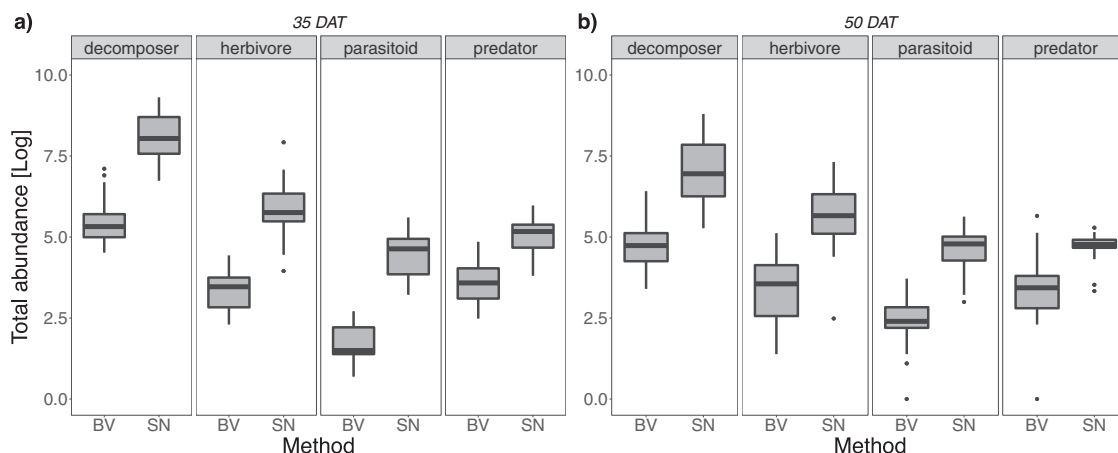 a) 35 DAT
decomposer herbivore parasitoid predator
Total abundance [Log]
10.0
7.5
5.0
2.5
0.0
BV SN BV SN BV SN BV SN
Method
b) 50 DAT
decomposer herbivore parasitoid predator
10.0
7.5
5.0
2.5
0.0
BV SN BV SN BV SN BV SN
Method